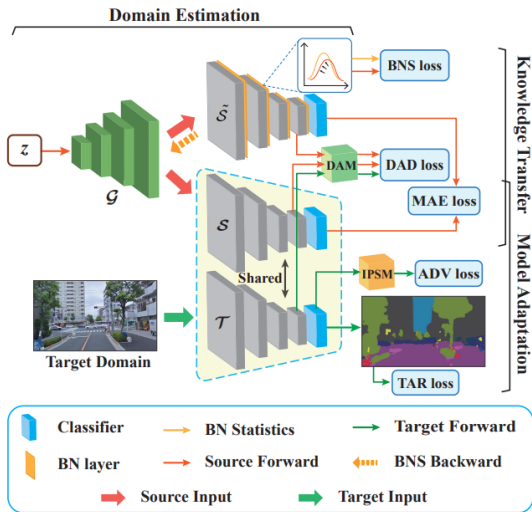 Domain Estimation
BNS loss
S̃
z
G
DAM
DAD loss
MAE loss
S
Shared
IPSM
ADV loss
T
Target Domain
TAR loss
Knowledge Transfer
Model Adaptation
Classifier
BN Statistics
Target Forward
BN layer
Source Forward
BNS Backward
Source Input
Target Input